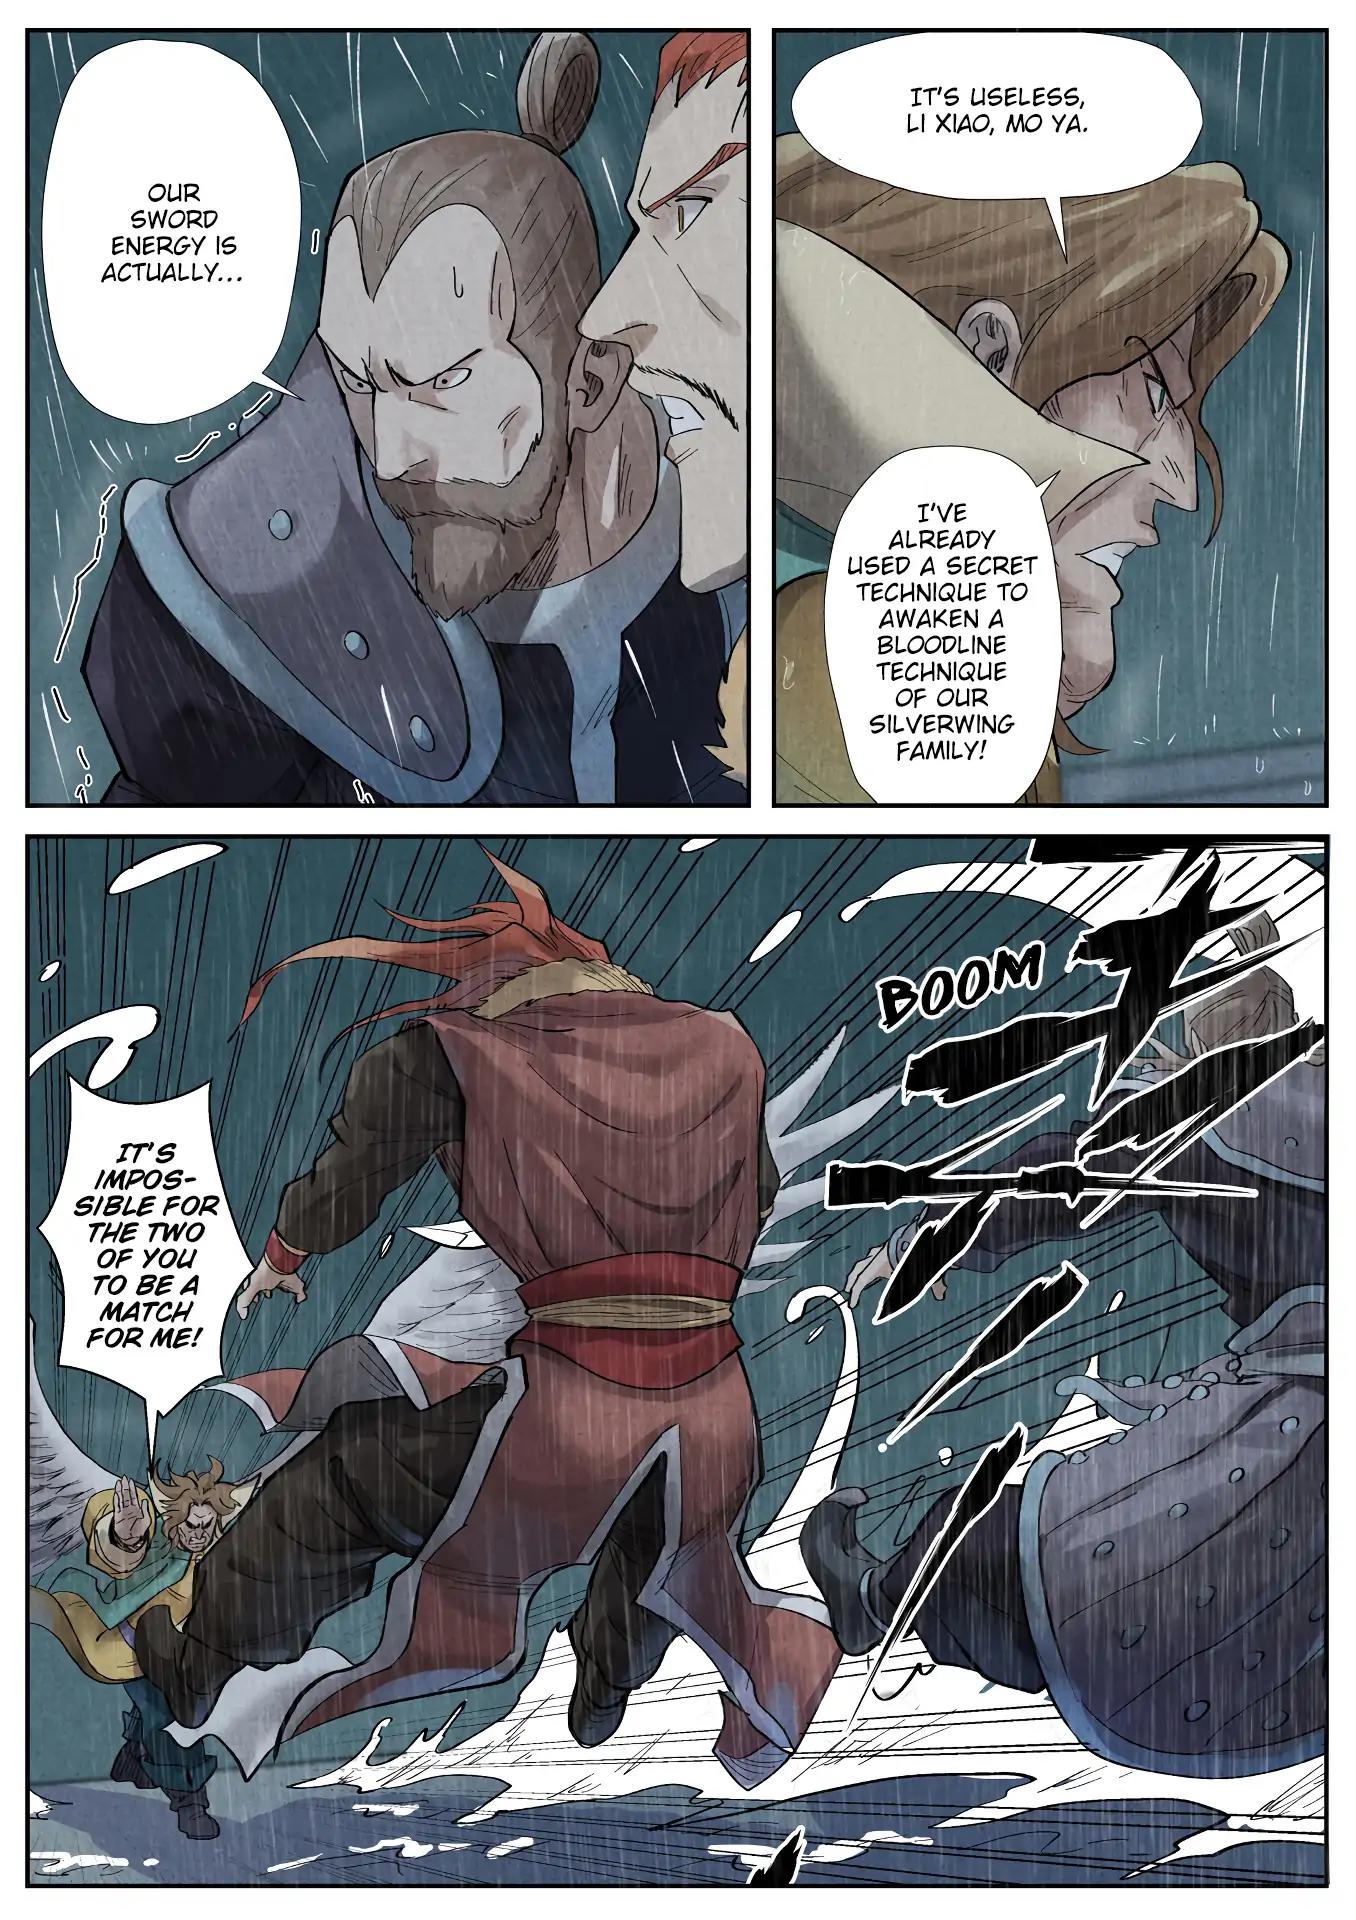 OUR
SWORD
ENERGY IS
ACTUALLY...
IT'S USELESS,
LI XIAO, MO YA.
I'VE
ALREADY
USED A SECRET
TECHNIQUE TO
AWAKEN A
BLOODLINE
TECHNIQUE
OF OUR
SILVERWING
FAMILY!
BOOM
IT'S
IMPOS-
SIBLE FOR
THE TWO
OF YOU
TO BE A
MATCH
FOR ME!